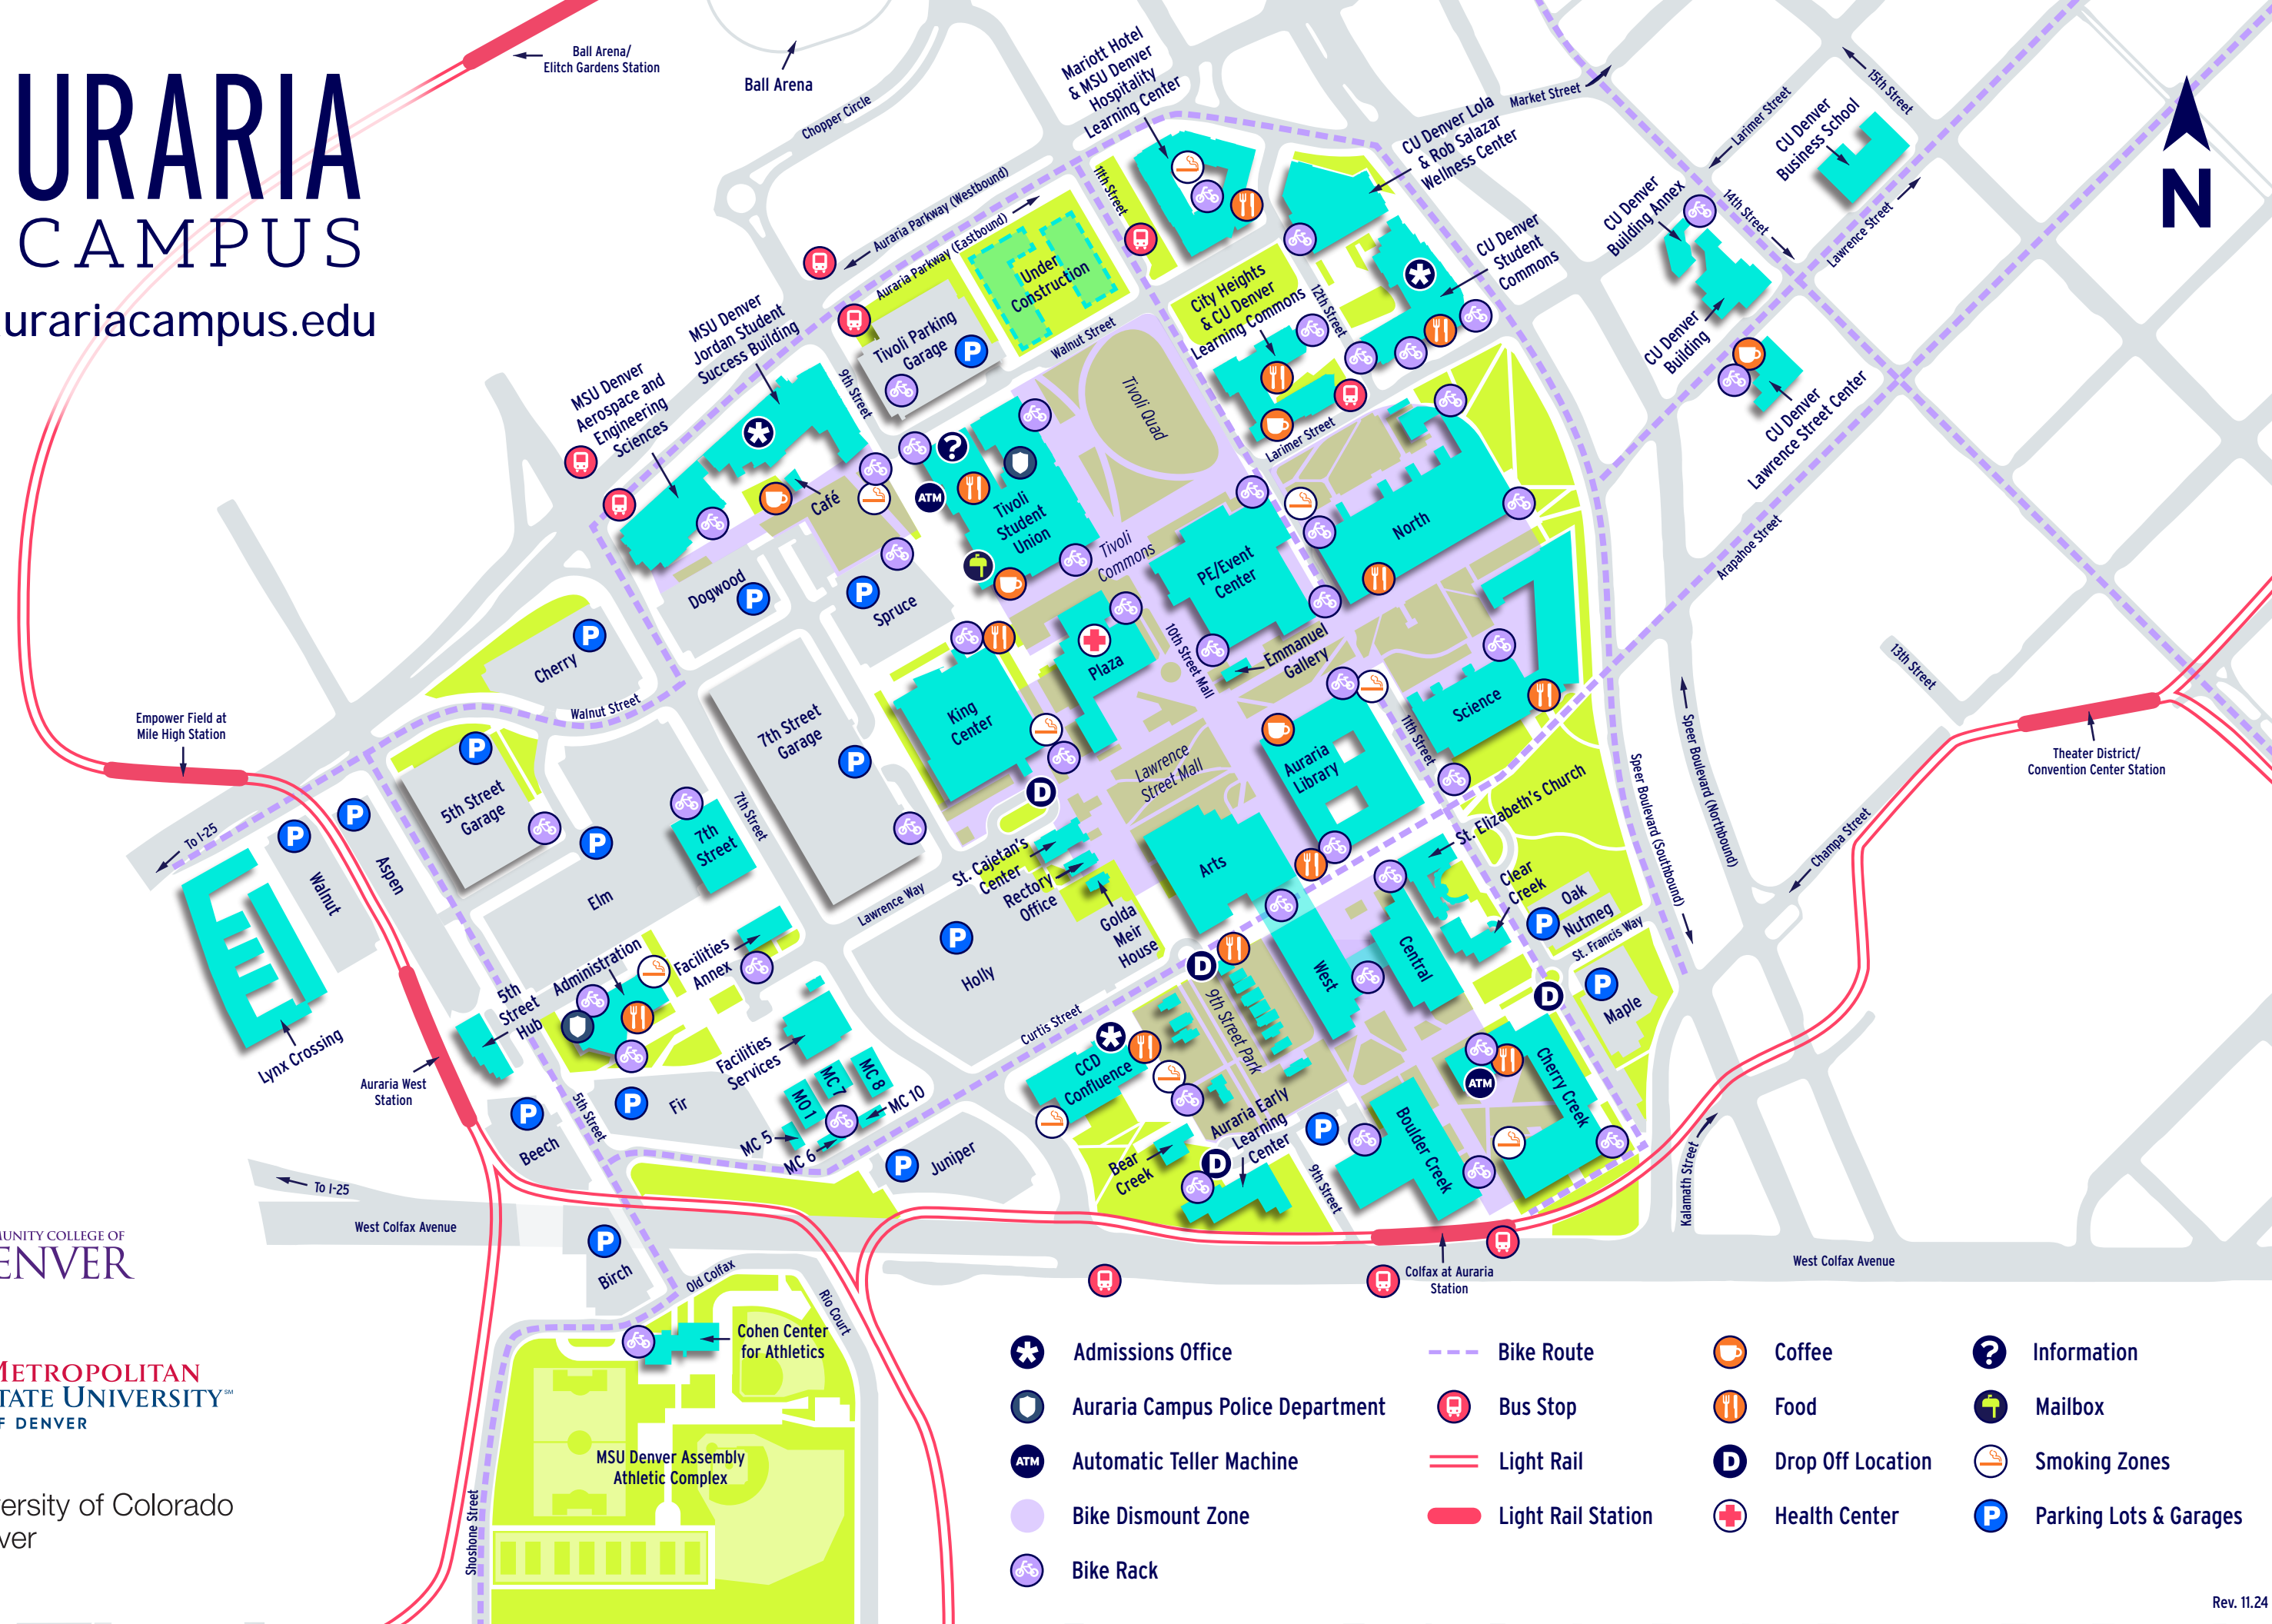 URARIA
CAMPUS
urariacampus.edu
Ball Arena/
Elitch Gardens Station
Ball Arena
Chopper Circle
Mariott Hotel
& MSU Denver
Hospitality
Learning Center
Market Street
CU Denver Lola
& Rob Salazar
Wellness Center
15th Street
Larimer Street
CU Denver
Business School
14th Street
CU Denver
Building Annex
Lawrence Street
N
Auraria Parkway (Westbound)
Auraria Parkway (Eastbound)
11th Street
Under
Construction
City Heights
& CU Denver
Learning Commons
12th Street
CU Denver
Student
Commons
CU Denver
Building
CU Denver
Lawrence Street Center
Arapahoe Street
MSU Denver
Jordan Student
Success Building
MSU Denver
Aerospace and
Engineering
Sciences
9th Street
Tivoli Parking
Garage
P
Walnut Street
Tivoli Quad
Larimer Street
North
?
ATM
Tivoli
Student
Union
Café
Tivoli
Commons
PE/Event
Center
Dogwood
P
P
Spruce
Cherry
P
Walnut Street
Plaza
10th Street Mall
Emmanuel
Gallery
Science
11th Street
King
Center
7th Street
Garage
P
Auraria
Library
Lawrence
Street Mall
D
Empower Field at
Mile High Station
To I-25
P
5th Street
Garage
P
P
Walnut
Aspen
P
Elm
7th
Street
7th Street
Lawrence Way
St. Cajetan's
Center
Rectory
Office
Golda
Meir
House
Arts
St. Elizabeth's Church
Clear
Creek
Oak
P
Nutmeg
St. Francis Way
Speer Boulevard (Southbound)
Speer Boulevard (Northbound)
13th Street
Theater District/
Convention Center Station
Champa Street
P
Holly
D
West
Central
D
P
Maple
Lynx Crossing
Auraria West
Station
5th
Street
Hub
Administration
Facilities
Annex
Facilities
Services
MO1
MC 7
MC 8
MC 10
MC 5
MC 6
P
Fir
P
Beech
5th Street
P
Juniper
Curtis Street
CCD
Confluence
9th Street Park
Auraria Early
Learning
Center
Bear
Creek
D
P
9th Street
Boulder Creek
ATM
Cherry Creek
Kalamath Street
To I-25
West Colfax Avenue
P
Birch
Old Colfax
Rio Court
Colfax at Auraria
Station
West Colfax Avenue
Cohen Center
for Athletics
MSU Denver Assembly
Athletic Complex
Shoshone Street
MUNITY COLLEGE OF
ENVER
METROPOLITAN
TATE UNIVERSITY℠
F DENVER
versity of Colorado
ver
Admissions Office
Auraria Campus Police Department
ATM
Automatic Teller Machine
Bike Dismount Zone
Bike Rack
Bike Route
Bus Stop
Light Rail
Light Rail Station
Coffee
Food
D
Drop Off Location
Health Center
?
Information
Mailbox
Smoking Zones
P
Parking Lots & Garages
Rev. 11.24